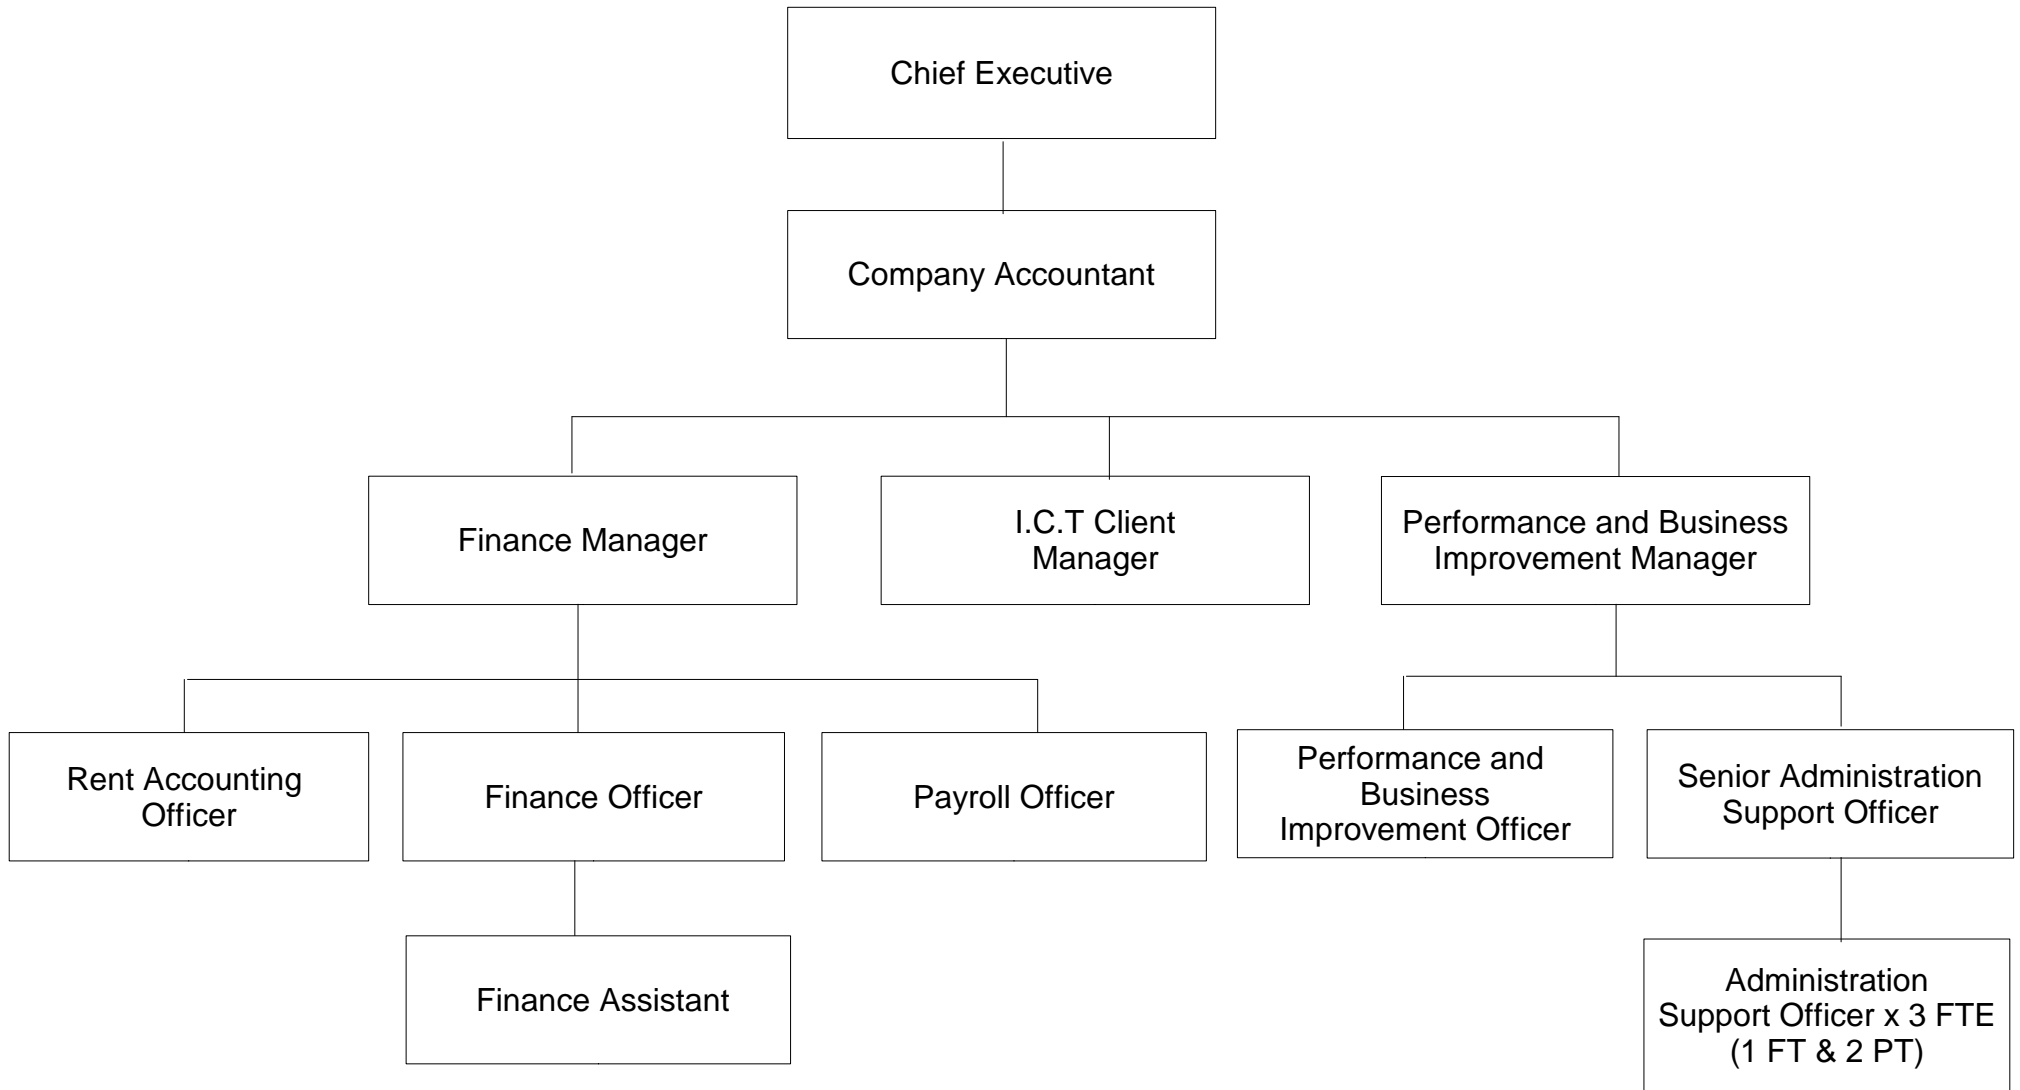 Chief Executive
Company Accountant
Finance Manager
I.C.T Client
Manager
Performance and Business
Improvement Manager
Rent Accounting
Officer
Finance Officer
Payroll Officer
Performance and
Business
Improvement Officer
Senior Administration
Support Officer
Finance Assistant
Administration
Support Officer x 3 FTE
(1 FT & 2 PT)